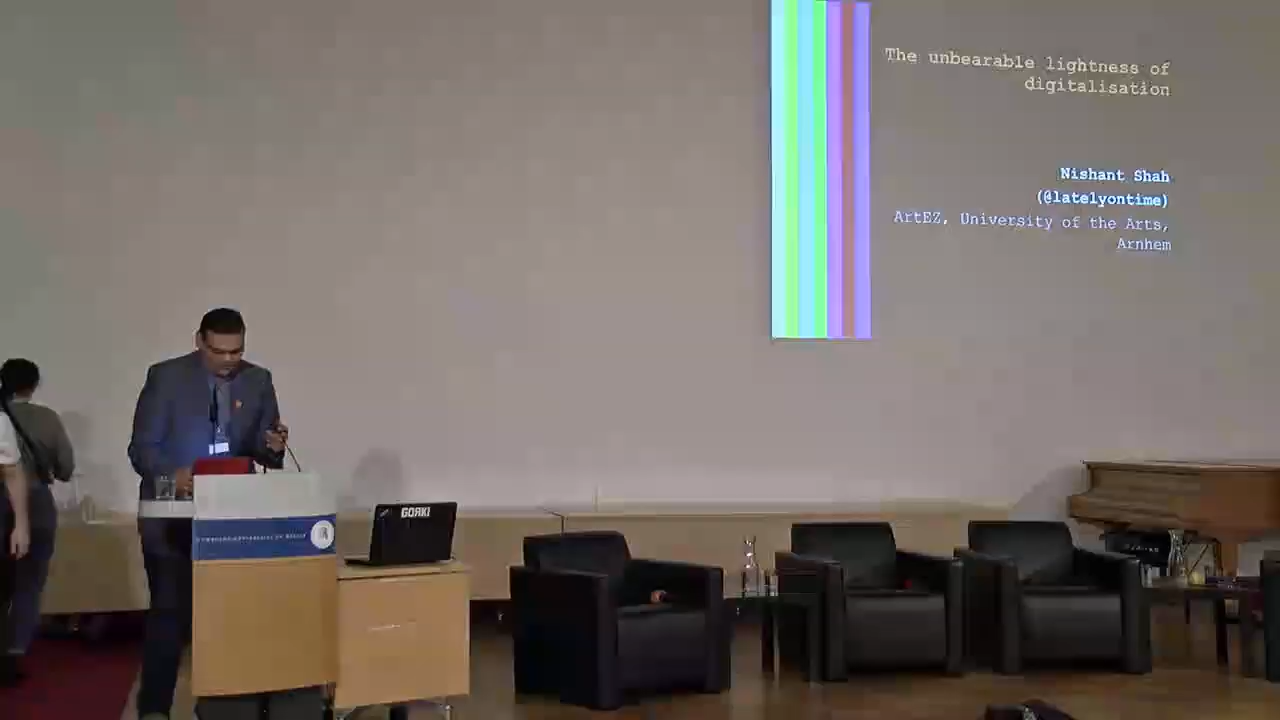 The unbearable lightness of
digitalisation
Nishant Shah
(@latelyontime)
ArtEZ, University of the Arts,
Arnhem
GORKI